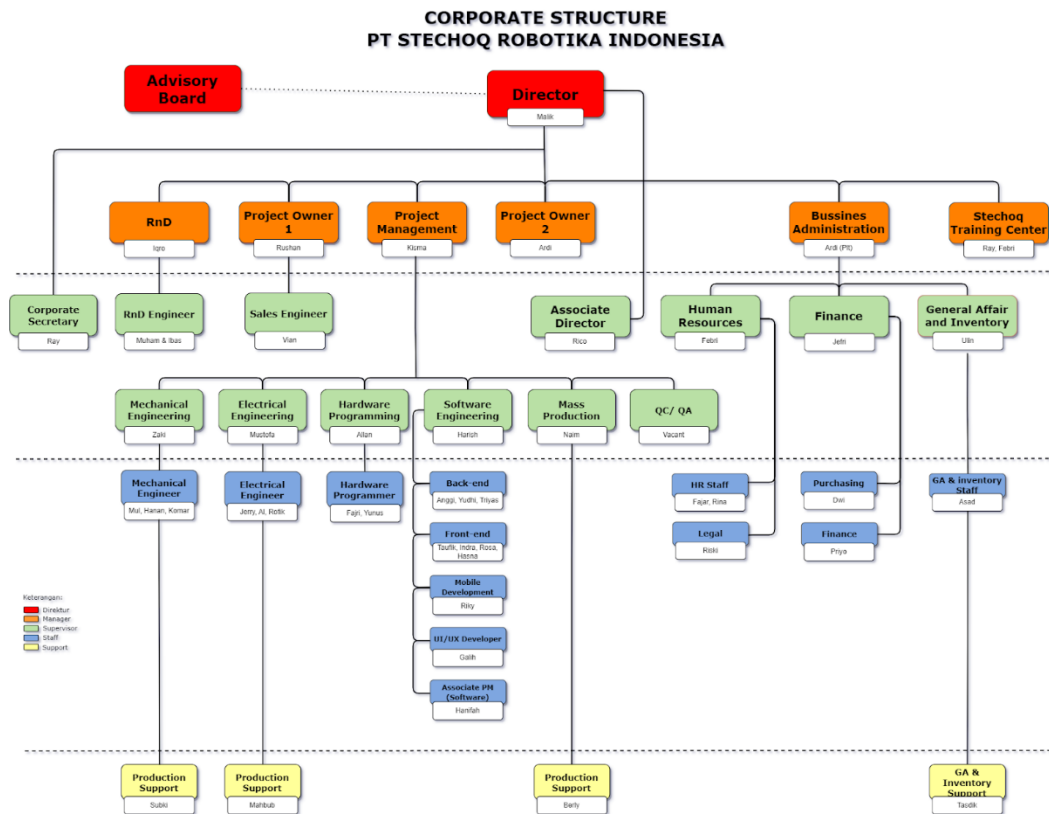 CORPORATE STRUCTURE
PT STECHOQ ROBOTIKA INDONESIA
Advisory
Board
Director
Malik
RnD
Iqro
Project Owner
1
Rushan
Project
Management
Kisma
Project Owner
2
Ardi
Bussines
Administration
Ardi (Plt)
Stechoq
Training Center
Ray, Febri
Corporate
Secretary
Ray
RnD Engineer
Muham & Ibas
Sales Engineer
Vian
Associate
Director
Rico
Human
Resources
Febri
Finance
Jefri
General Affair
and Inventory
Ulin
Mechanical
Engineering
Zaki
Electrical
Engineering
Mustofa
Hardware
Programming
Allan
Software
Engineering
Harish
Mass
Production
Naim
QC/ QA
Vacant
Mechanical
Engineer
Mul, Hanan, Komar
Electrical
Engineer
Jerry, Al, Rofik
Hardware
Programmer
Fajri, Yunus
Back-end
Anggi, Yudhi, Triyas
Front-end
Taufik, Indra, Rosa,
Hasna
Mobile
Development
Riky
UI/UX Developer
Galih
Associate PM
(Software)
Hanifah
HR Staff
Fajar, Rina
Legal
Riski
Purchasing
Dwi
Finance
Priya
GA & inventory
Staff
Asad
Keterangan:
Direktur
Manager
Supervisor
Staff
Support
Production
Support
Subki
Production
Support
Mahbub
Production
Support
Berly
GA &
Inventory
Support
Taodik